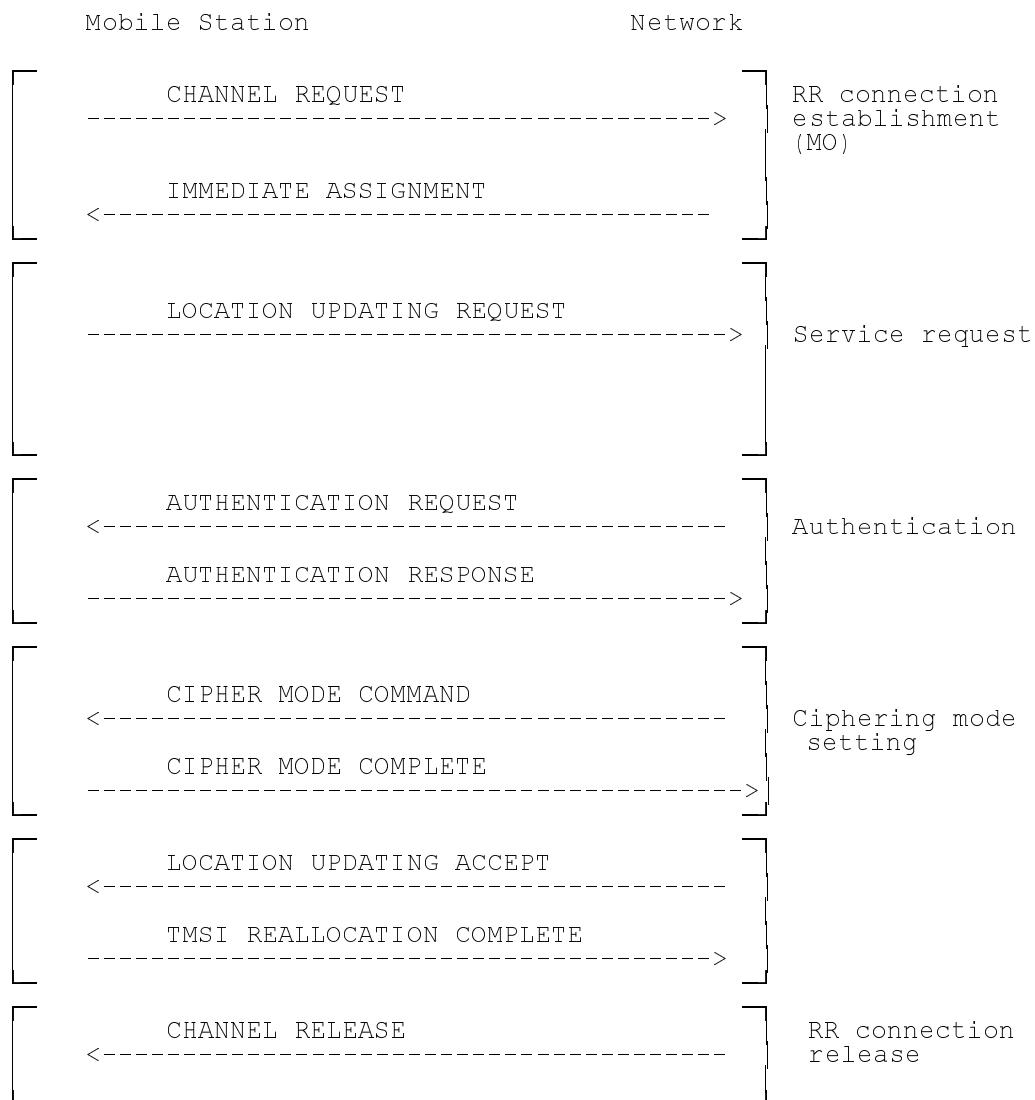 Mobile Station Network
CHANNEL REQUEST RR connection
establishment
(MO)
IMMEDIATE ASSIGNMENT
LOCATION UPDATING REQUEST
Service request
AUTHENTICATION REQUEST
Authentication
AUTHENTICATION RESPONSE
CIPHER MODE COMMAND
Ciphering mode
setting
CIPHER MODE COMPLETE
LOCATION UPDATING ACCEPT
TMSI REALLOCATION COMPLETE
CHANNEL RELEASE RR connection
release